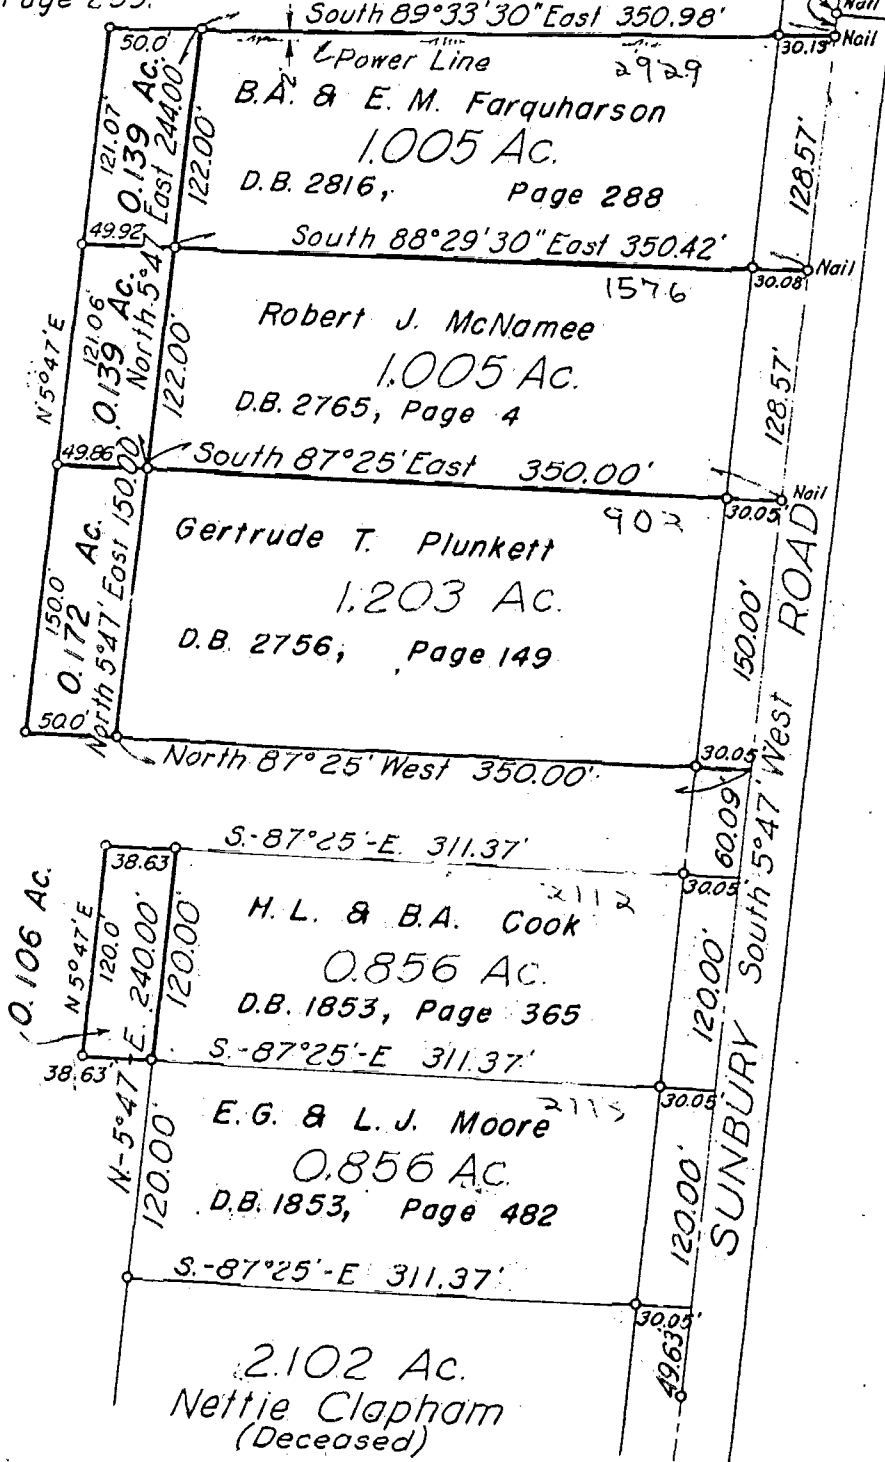 Page 299.
South 89°33'30"East 350.98'
Nail
50.0'
30.13'
Nail
Power Line
2'
2929
B.A. & E. M. Farquharson
1.005 Ac.
D.B. 2816, Page 288
121.07'
0.139 Ac.
North 5°47' East 244.00'
122.00'
128.57'
49.92
South 88°29'30"East 350.42'
Nail
30.08'
1576
Robert J. McNamee
1.005 Ac.
D.B. 2765, Page 4
N 5°47' E
121.06'
0.139 Ac.
122.00'
128.57'
49.86'
South 87°25' East 350.00'
Nail
30.05'
902
Gertrude T. Plunkett
1.203 Ac.
D.B. 2756, Page 149
150.0'
0.172 Ac.
North 5°47' East 150.00'
150.00'
50.0'
North 87°25' West 350.00'
30.05'
60.09'
South 5°47' West
SUNBURY ROAD
S.-87°25'-E. 311.37'
38.63'
30.05'
2112
H. L. & B.A. Cook
0.856 Ac.
D.B. 1853, Page 365
0.106 Ac.
N 5°47' E
120.0'
N.-5°47'-E. 240.00'
120.00'
120.00'
S.-87°25'-E 311.37'
38.63'
30.05'
2113
E.G. & L. J. Moore
0.856 Ac.
D.B. 1853, Page 482
120.00'
120.00'
S.-87°25'-E 311.37'
30.05'
49.63'
2.102 Ac.
Nettie Clapham
(Deceased)